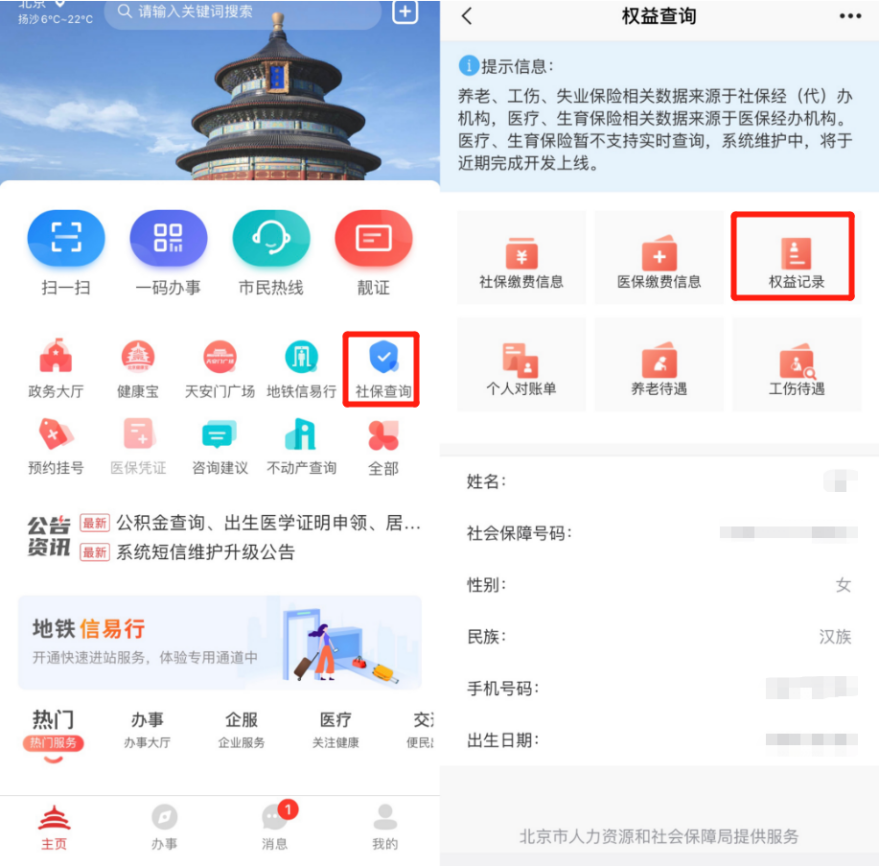 北京
扬沙6°C~22°C
请输入关键词搜索
扫一扫
一码办事
市民热线
靓证
政务大厅
健康宝
天安门广场
地铁信易行
社保查询
预约挂号
医保凭证
咨询建议
不动产查询
全部
公告
资讯
最新 公积金查询、出生医学证明申领、居...
最新 系统短信维护升级公告
地铁信易行
开通快速进站服务，体验专用通道中
热门
办事
企服
医疗
热门服务
办事大厅
企业服务
关注健康
便民
主页
办事
消息
1
我的
权益查询
提示信息：
养老、工伤、失业保险相关数据来源于社保经（代）办
机构，医疗、生育保险相关数据来源于医保经办机构。
医疗、生育保险暂不支持实时查询，系统维护中，将于
近期完成开发上线。
社保缴费信息
医保缴费信息
权益记录
个人对账单
养老待遇
工伤待遇
姓名：
社会保障号码：
性别：
女
民族：
汉族
手机号码：
出生日期：
北京市人力资源和社会保障局提供服务